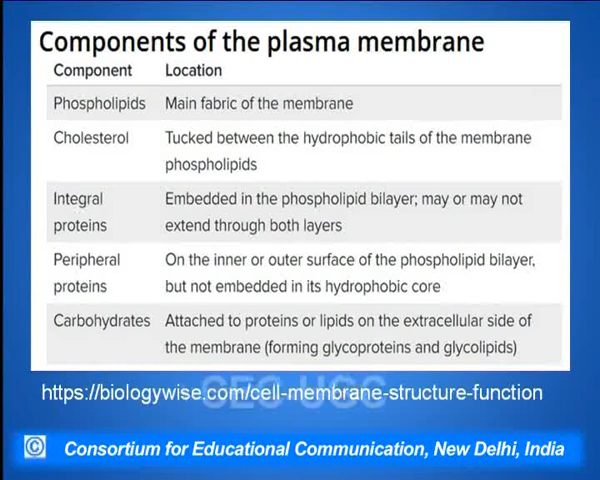 Components of the plasma membrane
Component Location
Phospholipids Main fabric of the membrane
Cholesterol Tucked between the hydrophobic tails of the membrane
phospholipids
Integral Embedded in the phospholipid bilayer; may or may not
proteins extend through both layers
Peripheral On the inner or outer surface of the phospholipid bilayer,
proteins but not embedded in its hydrophobic core
Carbohydrates Attached to proteins or lipids on the extracellular side of
the membrane (forming glycoproteins and glycolipids)
CEC-UGC
https://biologywise.com/cell-membrane-structure-function
© Consortium for Educational Communication, New Delhi, India